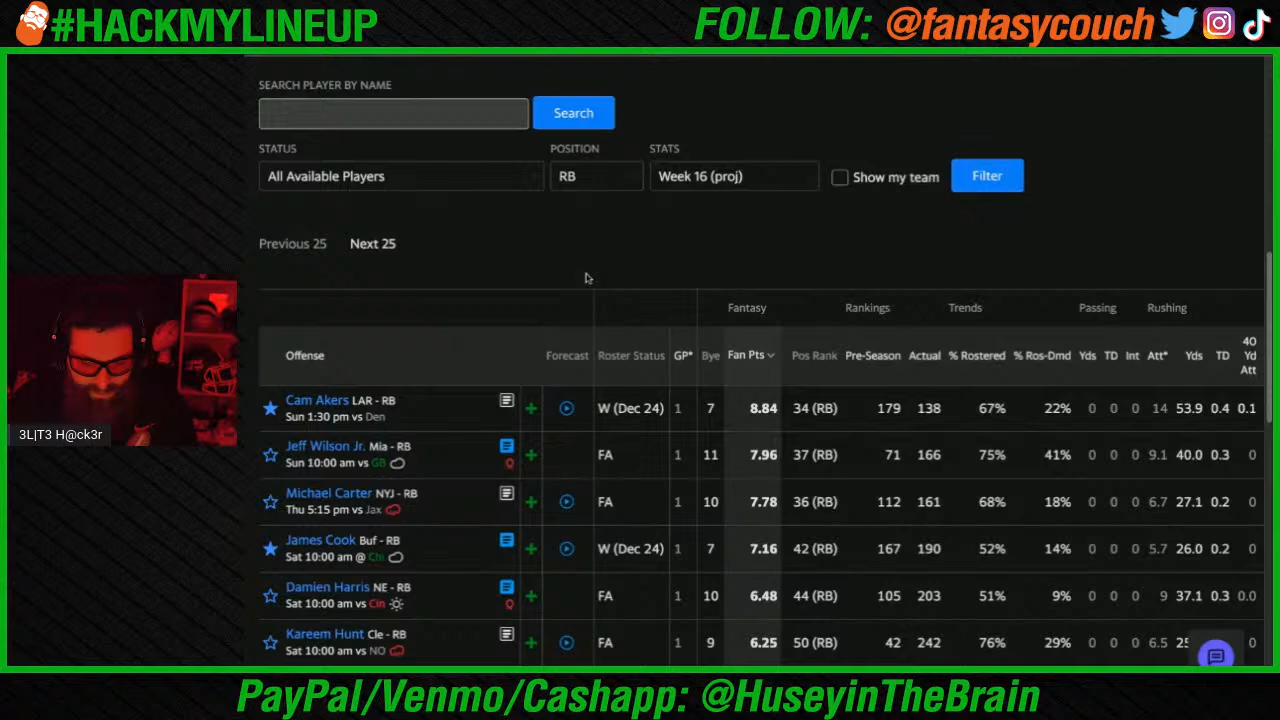 #HACKMYLINEUP
FOLLOW: @fantasycouch
SEARCH PLAYER BY NAME
Search
STATUS POSITION STATS
All Available Players RB Week 16 (proj) Show my team Filter
Previous 25 Next 25
Fantasy Rankings Trends Passing Rushing
Offense Forecast Roster Status GP* Bye Fan Pts Pos Rank Pre-Season Actual % Rostered % Ros-Dmd Yds TD Int Att* Yds TD 40 Yd Att
Cam Akers LAR - RB
Sun 1:30 pm vs Den
W (Dec 24) 1 7 8.84 34 (RB) 179 138 67% 22% 0 0 0 14 53.9 0.4 0.1
3L|T3 H@ck3r
Jeff Wilson Jr. Mia - RB
Sun 10:00 am vs GB
Q
FA 1 11 7.96 37 (RB) 71 166 75% 41% 0 0 0 9.1 40.0 0.3 0
Michael Carter NYJ - RB
Thu 5:15 pm vs Jax
FA 1 10 7.78 36 (RB) 112 161 68% 18% 0 0 0 6.7 27.1 0.2 0
James Cook Buf - RB
Sat 10:00 am @ Chi
W (Dec 24) 1 7 7.16 42 (RB) 167 190 52% 14% 0 0 0 5.7 26.0 0.2 0
Damien Harris NE - RB
Sat 10:00 am vs Cin
Q
FA 1 10 6.48 44 (RB) 105 203 51% 9% 0 0 0 9 37.1 0.3 0.0
Kareem Hunt Cle - RB
Sat 10:00 am vs NO
FA 1 9 6.25 50 (RB) 42 242 76% 29% 0 0 0 6.5 0
PayPal/Venmo/Cashapp: @HuseyinTheBrain